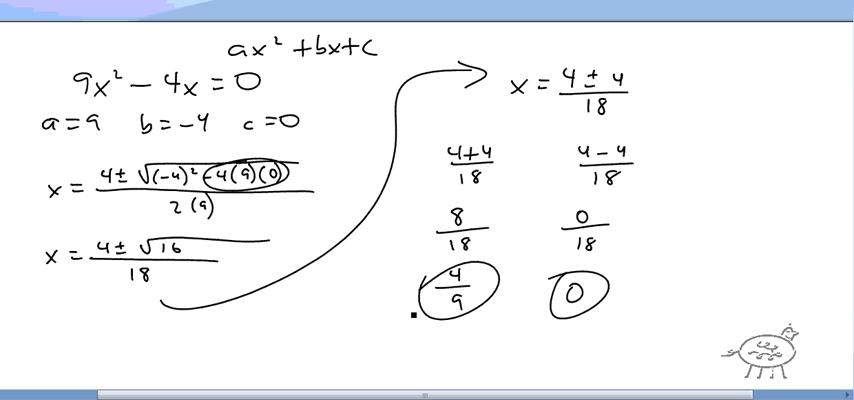 ax² + bx + c
9x² − 4x = 0
a = 9 b = −4 c = 0
x = (4 ± √((−4)² − 4(9)(0))) / 2(9)
x = (4 ± √16) / 18
x = (4 ± 4) / 18
(4+4)/18 (4−4)/18
8/18 0/18
4/9 0